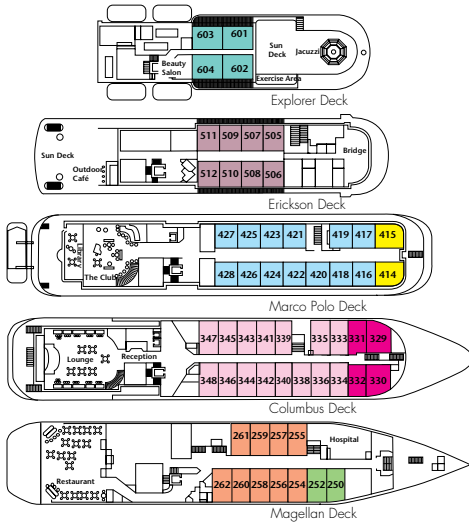 603 601
Sun
Deck
Jacuzzi
Beauty
Salon
604 602
Exercise Area
Explorer Deck
511 509 507 505
Sun Deck
Bridge
Outdoor
Café
512 510 508 506
Erickson Deck
427 425 423 421 419 417 415
Library
The Club
428 426 424 422 420 418 416 414
Marco Polo Deck
347 345 343 341 339 335 333 331 329
Lounge
Reception
348 346 344 342 340 338 336 334 332 330
Columbus Deck
261 259 257 255
Hospital
Restaurant
262 260 258 256 254 252 250
Magellan Deck